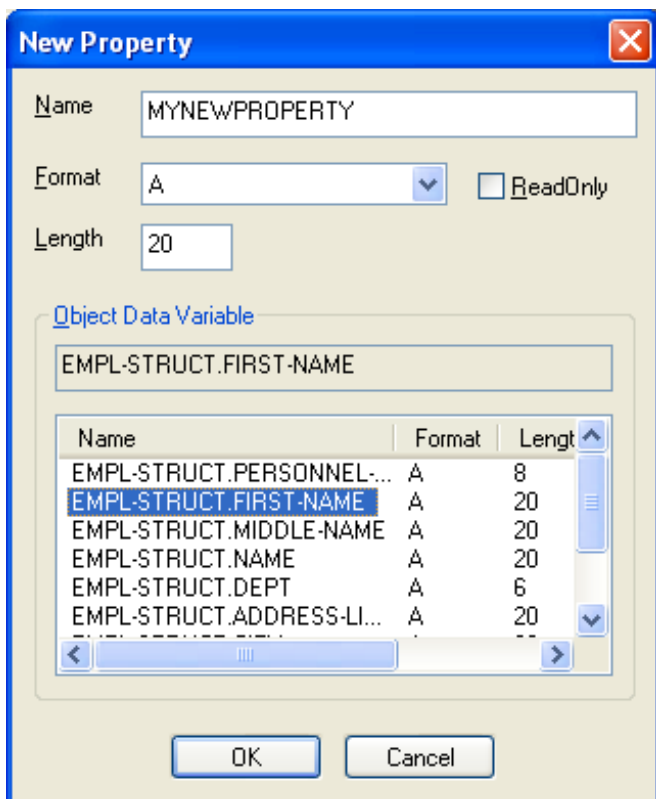 New Property
Name MYNEWPROPERTY
Format A ReadOnly
Length 20
Object Data Variable
EMPL-STRUCT.FIRST-NAME
Name Format Lengt
EMPL-STRUCT.PERSONNEL-... A 8
EMPL-STRUCT.FIRST-NAME A 20
EMPL-STRUCT.MIDDLE-NAME A 20
EMPL-STRUCT.NAME A 20
EMPL-STRUCT.DEPT A 6
EMPL-STRUCT.ADDRESS-LI... A 20
OK Cancel